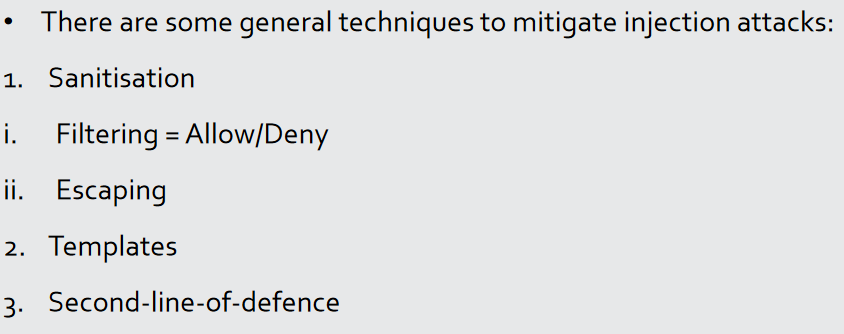 • There are some general techniques to mitigate injection attacks:
1. Sanitisation
i. Filtering = Allow/Deny
ii. Escaping
2. Templates
3. Second-line-of-defence